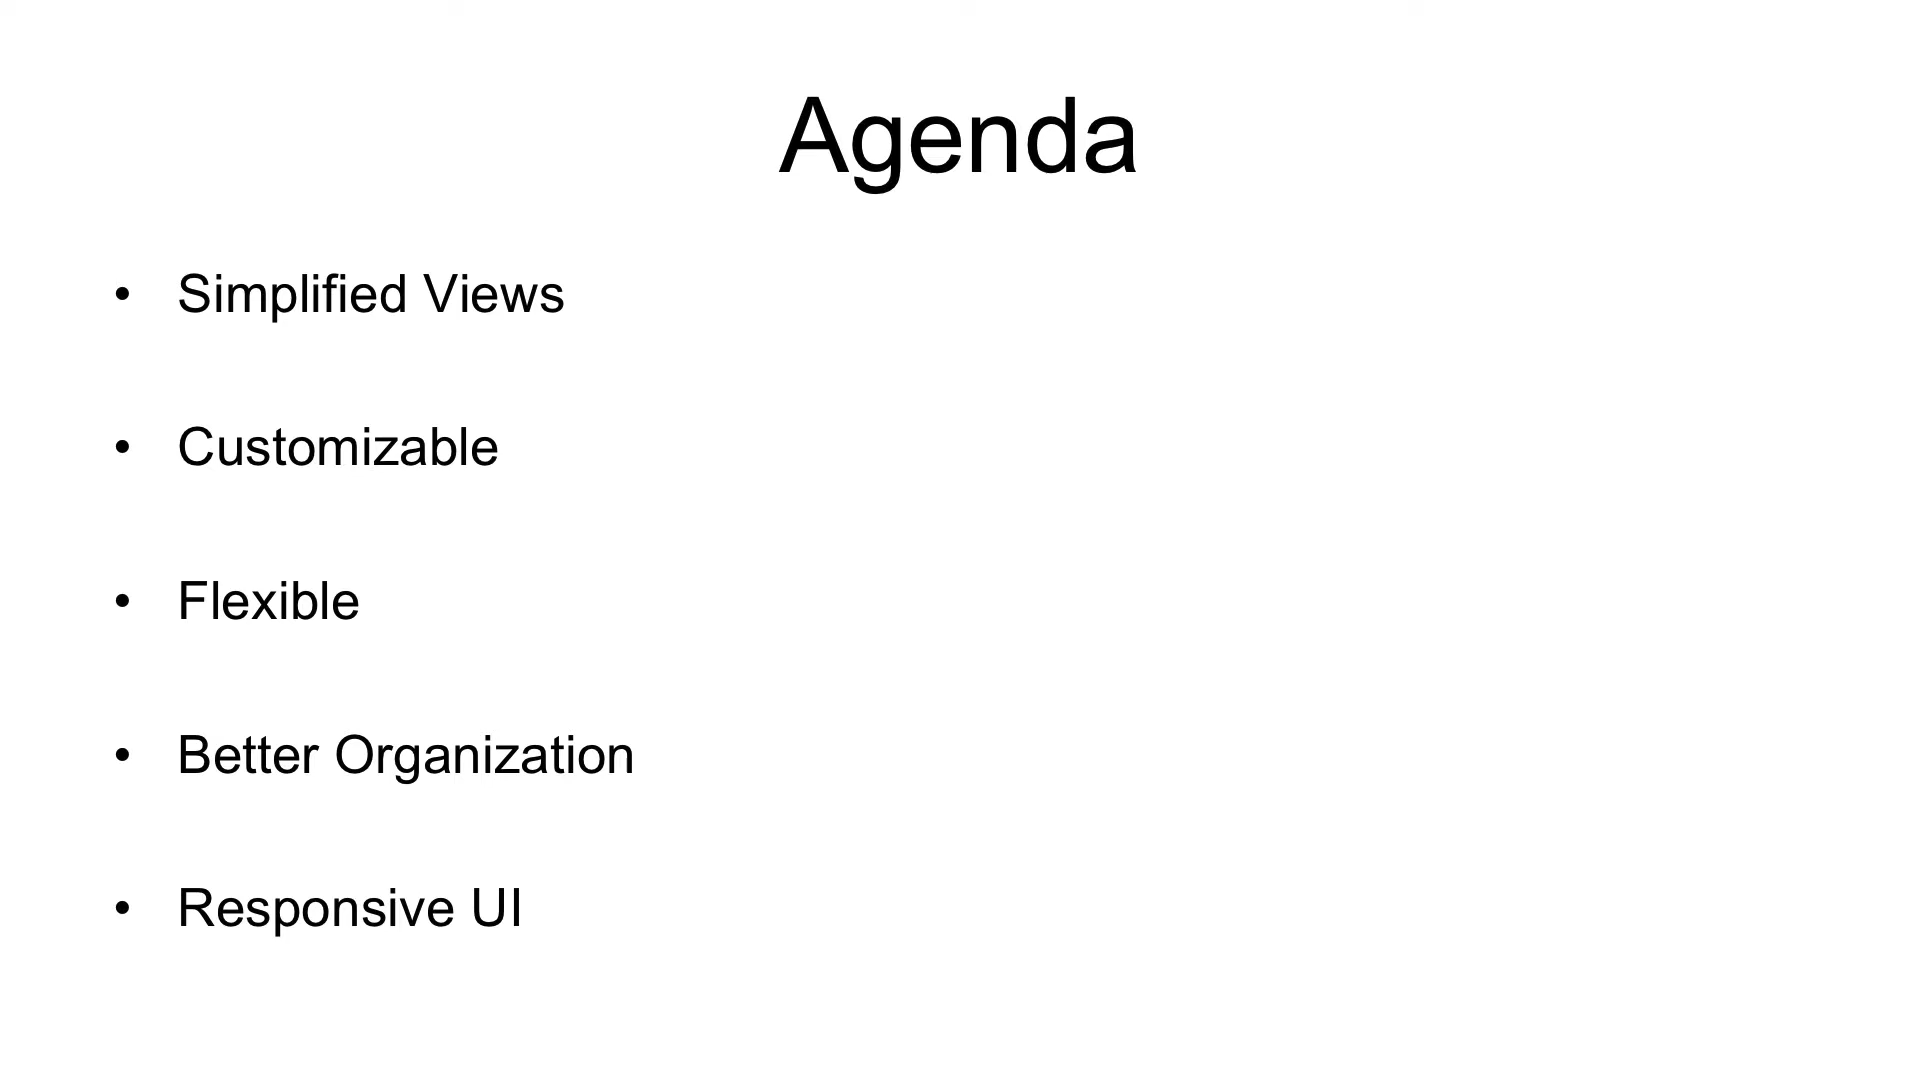 Agenda
• Simplified Views
• Customizable
• Flexible
• Better Organization
• Responsive UI